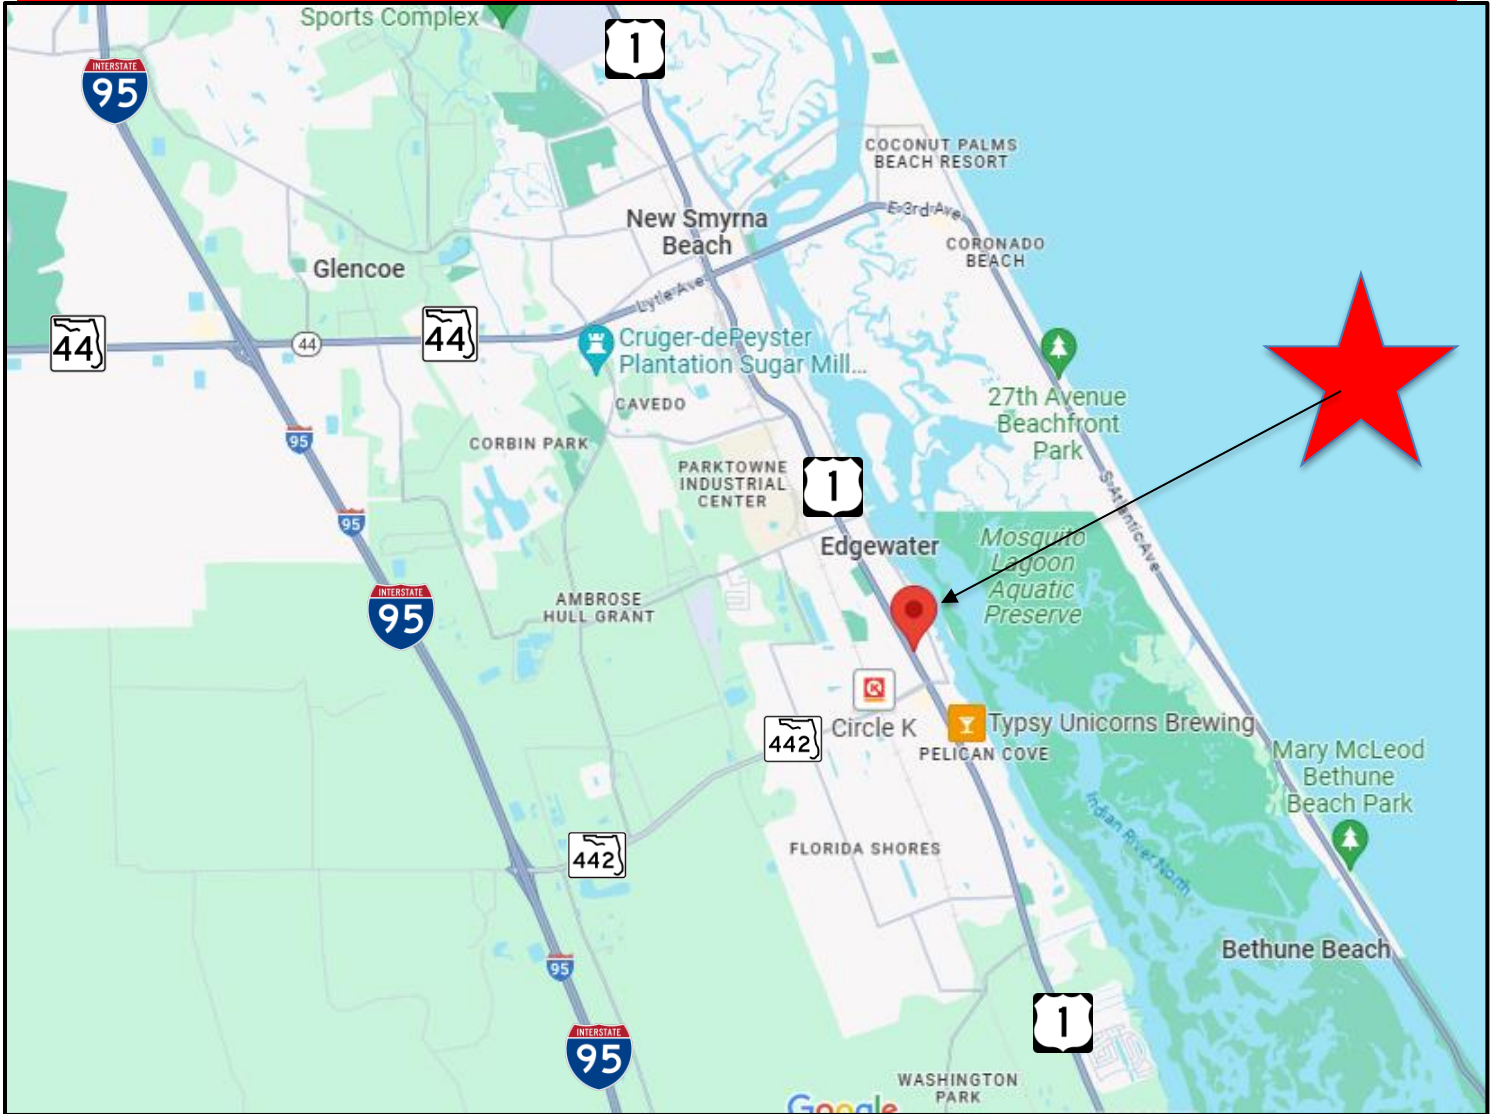 Sports Complex
1
INTERSTATE
95
COCONUT PALMS
BEACH RESORT
New Smyrna
Beach
E 3rd Ave
CORONADO
BEACH
Glencoe
Lytle Ave
44
44
44
Cruger-dePeyster
Plantation Sugar Mill...
27th Avenue
Beachfront
Park
CAVEDO
95
CORBIN PARK
PARKTOWNE
INDUSTRIAL
CENTER
1
S Atlantic Ave
95
Edgewater
Mosquito
Lagoon
Aquatic
Preserve
INTERSTATE
95
AMBROSE
HULL GRANT
Circle K
442
Typsy Unicorns Brewing
PELICAN COVE
Mary McLeod
Bethune
Beach Park
Indian River North
442
FLORIDA SHORES
Bethune Beach
95
1
INTERSTATE
95
WASHINGTON
PARK
Google